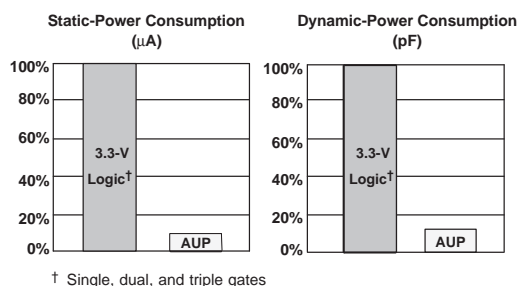 Static-Power Consumption
(μA)
100%
80%
60%
40%
20%
0%
3.3-V
Logic†
AUP
Dynamic-Power Consumption
(pF)
100%
80%
60%
40%
20%
0%
3.3-V
Logic†
AUP
† Single, dual, and triple gates